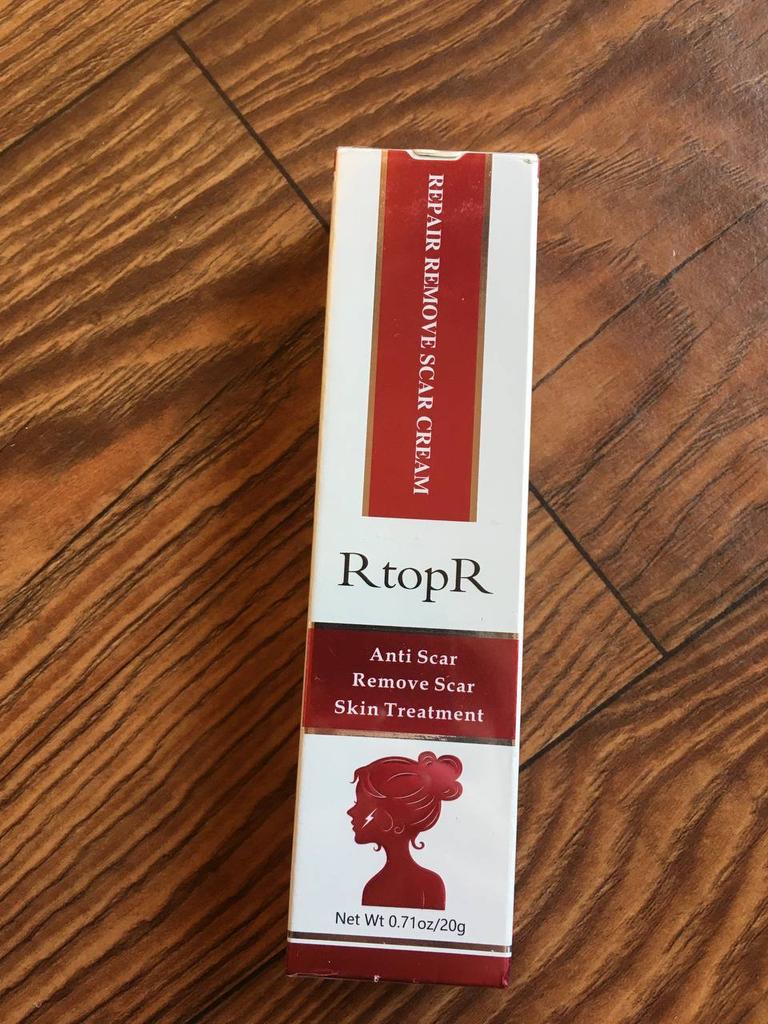 REPAIR REMOVE SCAR CREAM
RtopR
Anti Scar
Remove Scar
Skin Treatment
Net Wt 0.71oz/20g